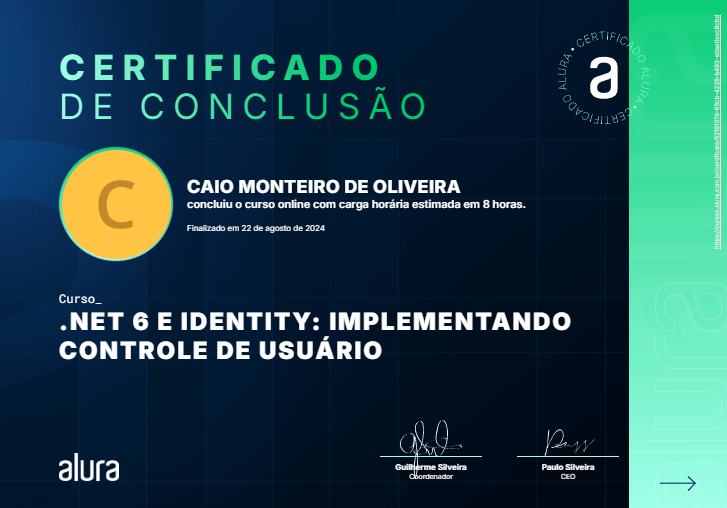 CERTIFICADO
DE CONCLUSÃO
CERTIFICADO ALURA • CERTIFICADO ALURA •
a
C
CAIO MONTEIRO DE OLIVEIRA
concluiu o curso online com carga horária estimada em 8 horas.
Finalizado em 22 de agosto de 2024
Curso_
.NET 6 E IDENTITY: IMPLEMENTANDO
CONTROLE DE USUÁRIO
alura
Guilherme Silveira
Coordenador
Paulo Silveira
CEO
alura